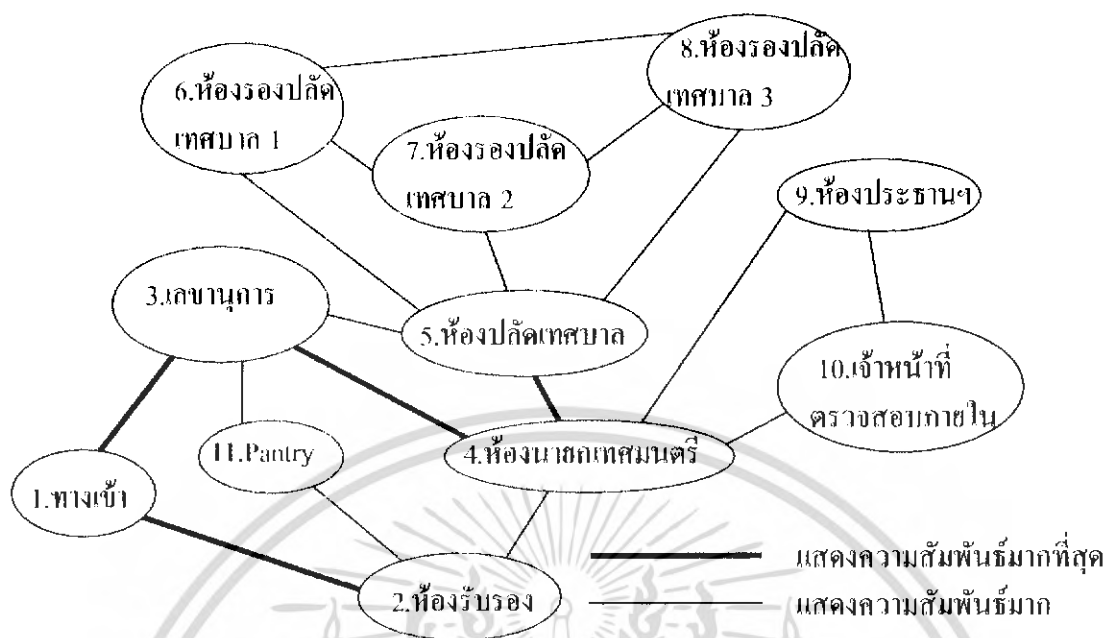 6.ห้องรองปลัด
เทศบาล 1
8.ห้องรองปลัด
เทศบาล 3
7.ห้องรองปลัด
เทศบาล 2
9.ห้องประธานฯ
3.เลขานุการ
5.ห้องปลัดเทศบาล
10.เจ้าหน้าที่
ตรวจสอบภายใน
11.Pantry
4.ห้องนายกเทศมนตรี
1.ทางเข้า
2.ห้องรับรอง
แสดงความสัมพันธ์มากที่สุด
แสดงความสัมพันธ์มาก